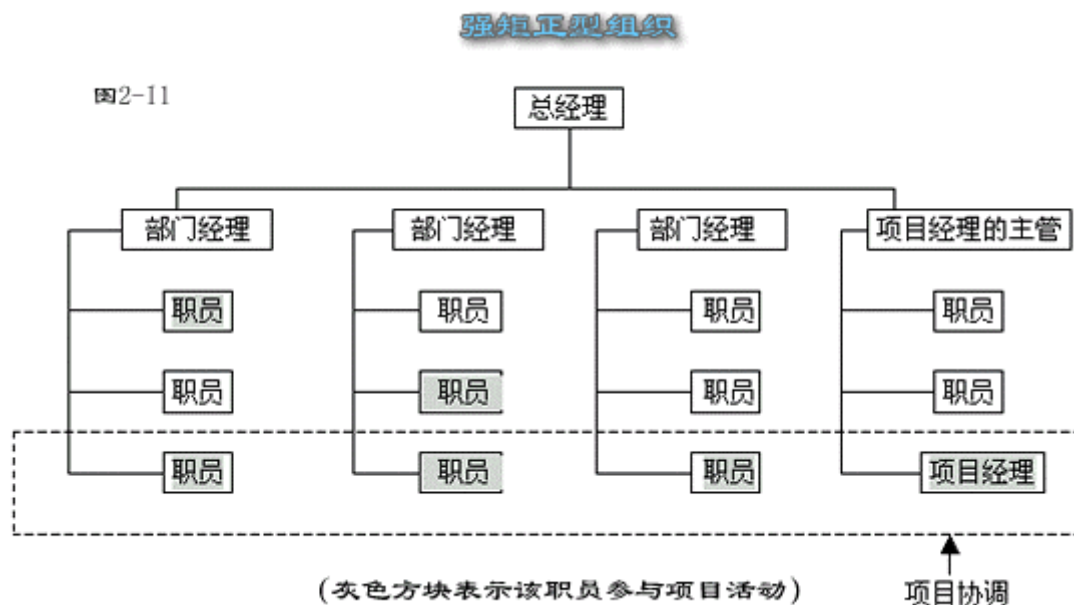 强矩正型组织
图2-11
总经理
部门经理 部门经理 部门经理 项目经理的主管
职员 职员 职员 职员
职员 职员 职员 职员
职员 职员 职员 项目经理
(灰色方块表示该职员参与项目活动) 项目协调